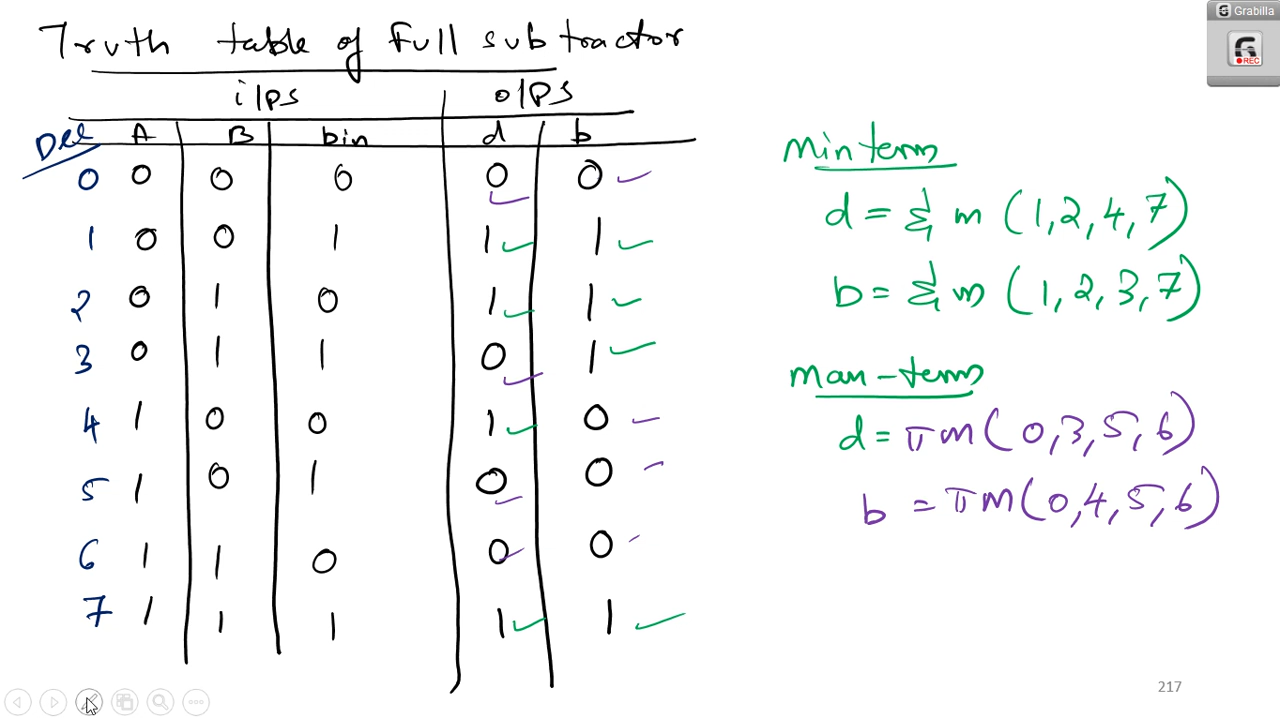 Truth table of Full subtractor
i/ps o/ps
Dec A B bin d b
0 0 0 0 0 0
1 0 0 1 1 1
2 0 1 0 1 1
3 0 1 1 0 1
4 1 0 0 1 0
5 1 0 1 0 0
6 1 1 0 0 0
7 1 1 1 1 1
Minterm
d = Σ m (1,2,4,7)
b = Σ m (1,2,3,7)
man-term
d = πM(0,3,5,6)
b = πM(0,4,5,6)
Grabilla
REC
217